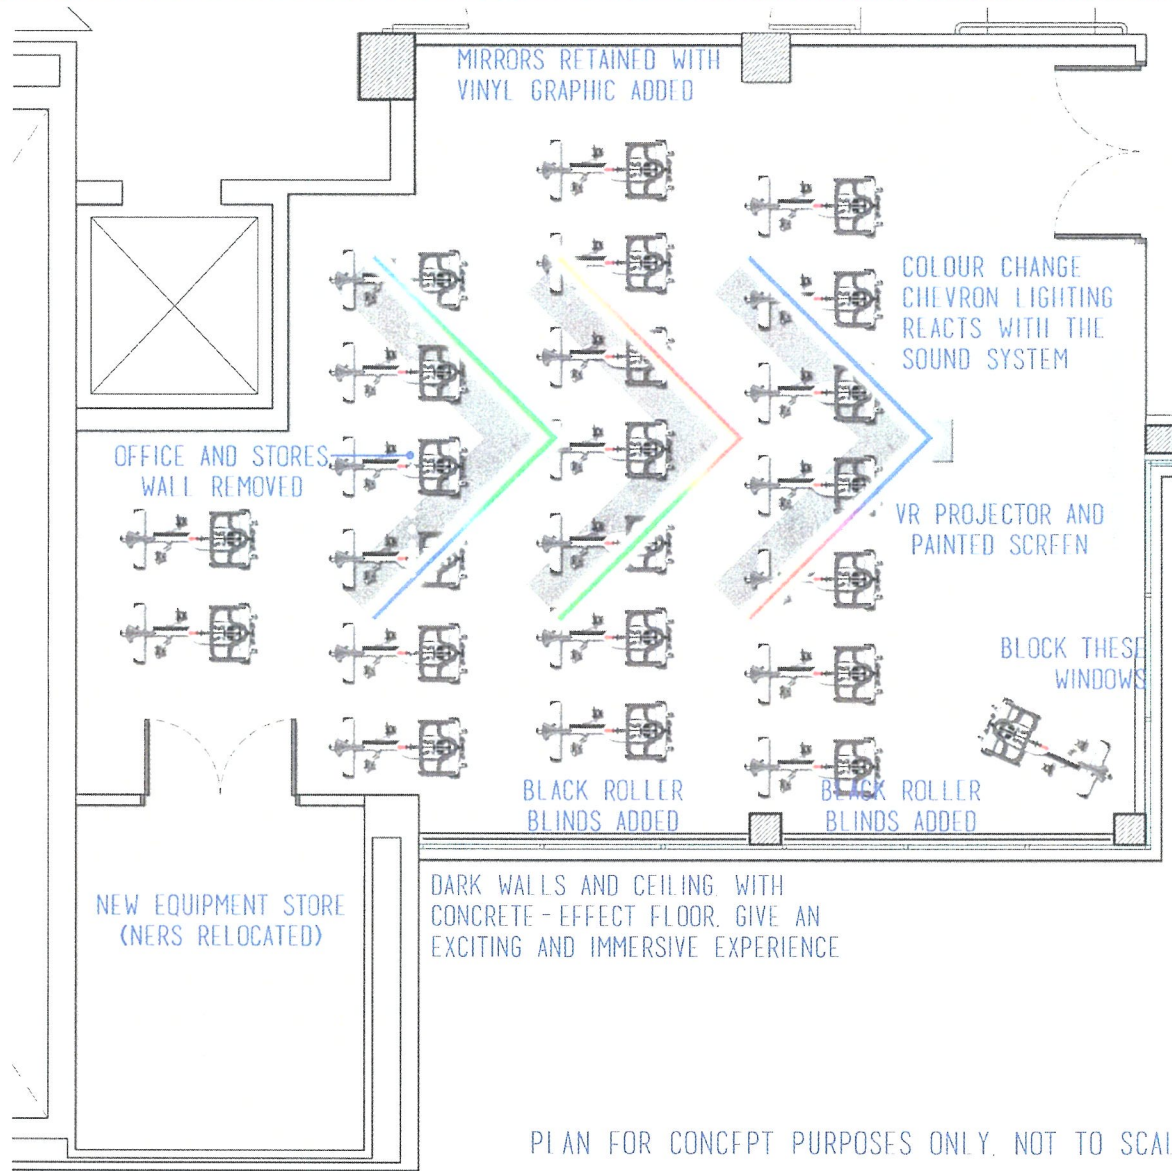 MIRRORS RETAINED WITH
VINYL GRAPHIC ADDED
COLOUR CHANGE
CHEVRON LIGHTING
REACTS WITH THE
SOUND SYSTEM
OFFICE AND STORES
WALL REMOVED
VR PROJECTOR AND
PAINTED SCREEN
BLOCK THESE
WINDOWS
BLACK ROLLER
BLINDS ADDED
BLACK ROLLER
BLINDS ADDED
NEW EQUIPMENT STORE
(NERS RELOCATED)
DARK WALLS AND CEILING, WITH
CONCRETE-EFFECT FLOOR, GIVE AN
EXCITING AND IMMERSIVE EXPERIENCE
PLAN FOR CONCEPT PURPOSES ONLY, NOT TO SCAL